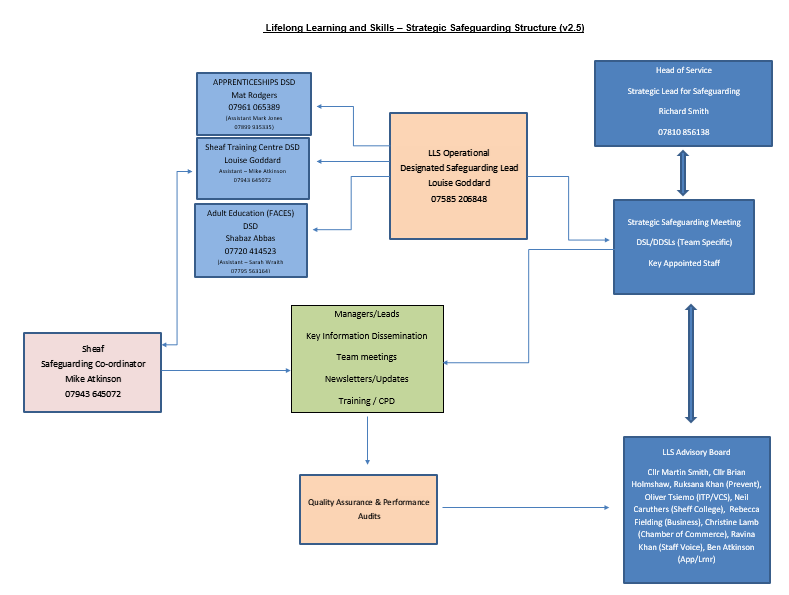 Lifelong Learning and Skills – Strategic Safeguarding Structure (v2.5)
APPRENTICESHIPS DSD
Mat Rodgers
07961 065389
(Assistant Mark Jones
07899 935335)
Sheaf Training Centre DSD
Louise Goddard
Assistant – Mike Atkinson
07943 645072
Adult Education (FACES)
DSD
Shabaz Abbas
07720 414523
(Assistant – Sarah Wraith
07795 563164)
LLS Operational
Designated Safeguarding Lead
Louise Goddard
07585 206848
Head of Service
Strategic Lead for Safeguarding
Richard Smith
07810 856138
Strategic Safeguarding Meeting
DSL/DDSLs (Team Specific)
Key Appointed Staff
Managers/Leads
Key Information Dissemination
Team meetings
Newsletters/Updates
Training / CPD
Sheaf
Safeguarding Co-ordinator
Mike Atkinson
07943 645072
Quality Assurance & Performance
Audits
LLS Advisory Board
Cllr Martin Smith, Cllr Brian
Holmshaw, Ruksana Khan (Prevent),
Oliver Tsiemo (ITP/VCS), Neil
Caruthers (Sheff College), Rebecca
Fielding (Business), Christine Lamb
(Chamber of Commerce), Ravina
Khan (Staff Voice), Ben Atkinson
(App/Lrnr)